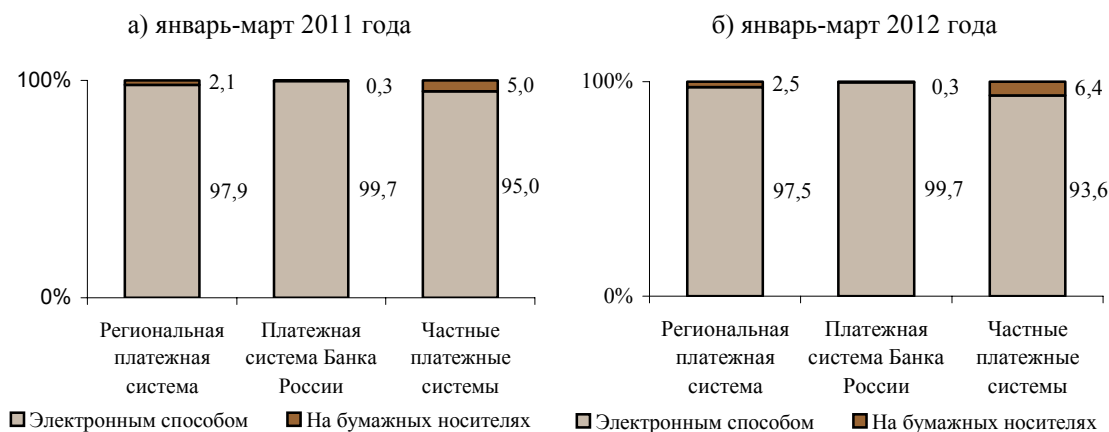 а) январь-март 2011 года
100%
2,1
0,3
5,0
97,9
99,7
95,0
0%
Региональная
платежная
система
Платежная
система Банка
России
Частные
платежные
системы
Электронным способом
На бумажных носителях
б) январь-март 2012 года
100%
2,5
0,3
6,4
97,5
99,7
93,6
0%
Региональная
платежная
система
Платежная
система Банка
России
Частные
платежные
системы
Электронным способом
На бумажных носителях